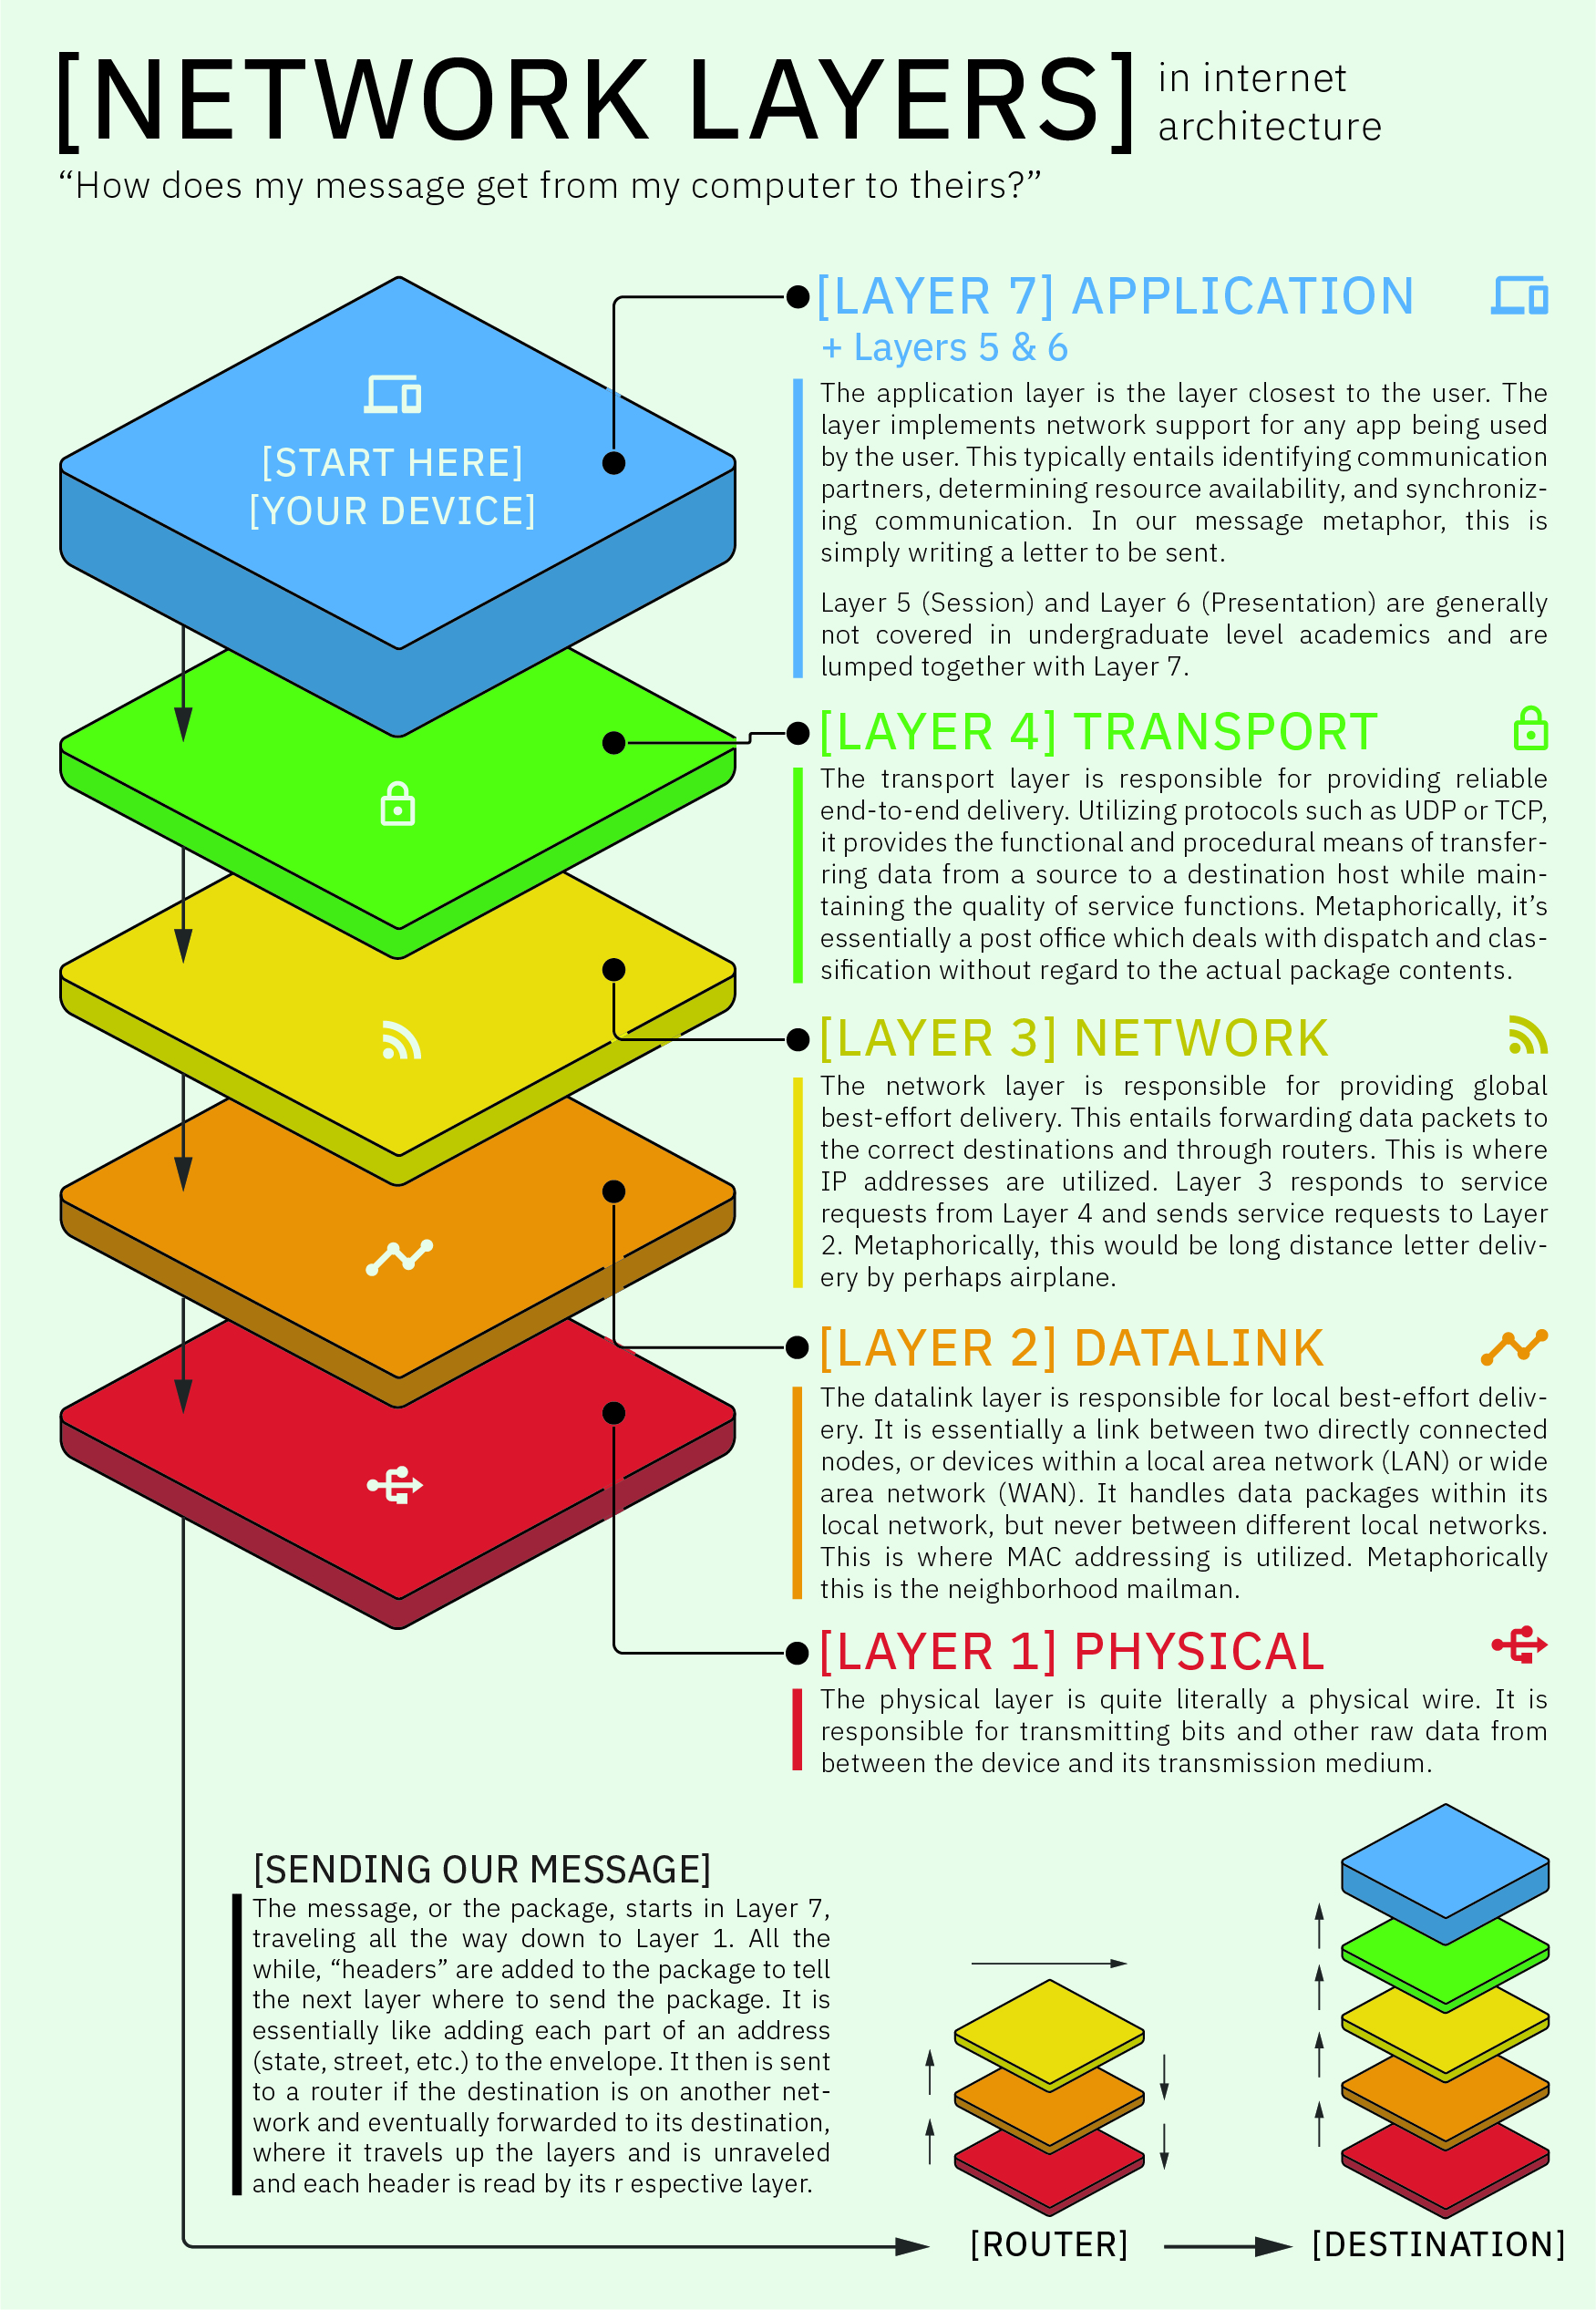 [NETWORK LAYERS]
in internet
architecture
“How does my message get from my computer to theirs?”
[START HERE]
[YOUR DEVICE]
[LAYER 7] APPLICATION
+ Layers 5 & 6
The application layer is the layer closest to the user. The
layer implements network support for any app being used
by the user. This typically entails identifying communication
partners, determining resource availability, and synchroniz-
ing communication. In our message metaphor, this is
simply writing a letter to be sent.
Layer 5 (Session) and Layer 6 (Presentation) are generally
not covered in undergraduate level academics and are
lumped together with Layer 7.
[LAYER 4] TRANSPORT
The transport layer is responsible for providing reliable
end-to-end delivery. Utilizing protocols such as UDP or TCP,
it provides the functional and procedural means of transfer-
ring data from a source to a destination host while main-
taining the quality of service functions. Metaphorically, it’s
essentially a post office which deals with dispatch and clas-
sification without regard to the actual package contents.
[LAYER 3] NETWORK
The network layer is responsible for providing global
best-effort delivery. This entails forwarding data packets to
the correct destinations and through routers. This is where
IP addresses are utilized. Layer 3 responds to service
requests from Layer 4 and sends service requests to Layer
2. Metaphorically, this would be long distance letter deliv-
ery by perhaps airplane.
[LAYER 2] DATALINK
The datalink layer is responsible for local best-effort deliv-
ery. It is essentially a link between two directly connected
nodes, or devices within a local area network (LAN) or wide
area network (WAN). It handles data packages within its
local network, but never between different local networks.
This is where MAC addressing is utilized. Metaphorically
this is the neighborhood mailman.
[LAYER 1] PHYSICAL
The physical layer is quite literally a physical wire. It is
responsible for transmitting bits and other raw data from
between the device and its transmission medium.
[SENDING OUR MESSAGE]
The message, or the package, starts in Layer 7,
traveling all the way down to Layer 1. All the
while, “headers” are added to the package to tell
the next layer where to send the package. It is
essentially like adding each part of an address
(state, street, etc.) to the envelope. It then is sent
to a router if the destination is on another net-
work and eventually forwarded to its destination,
where it travels up the layers and is unraveled
and each header is read by its r espective layer.
[ROUTER]
[DESTINATION]